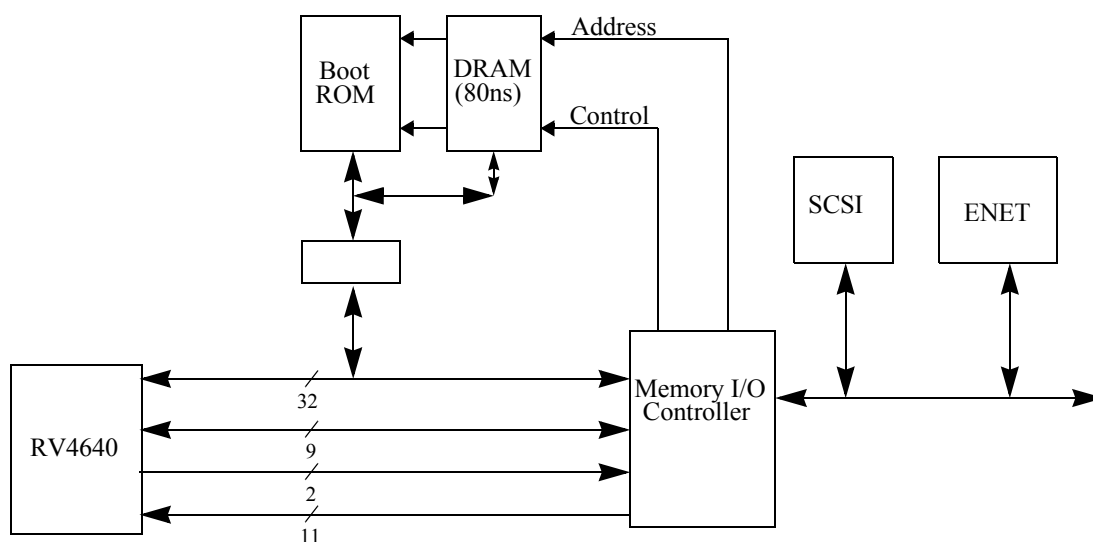 Address
Boot
ROM
DRAM
(80ns)
Control
SCSI
ENET
Memory I/O
Controller
RV4640
32
9
2
11